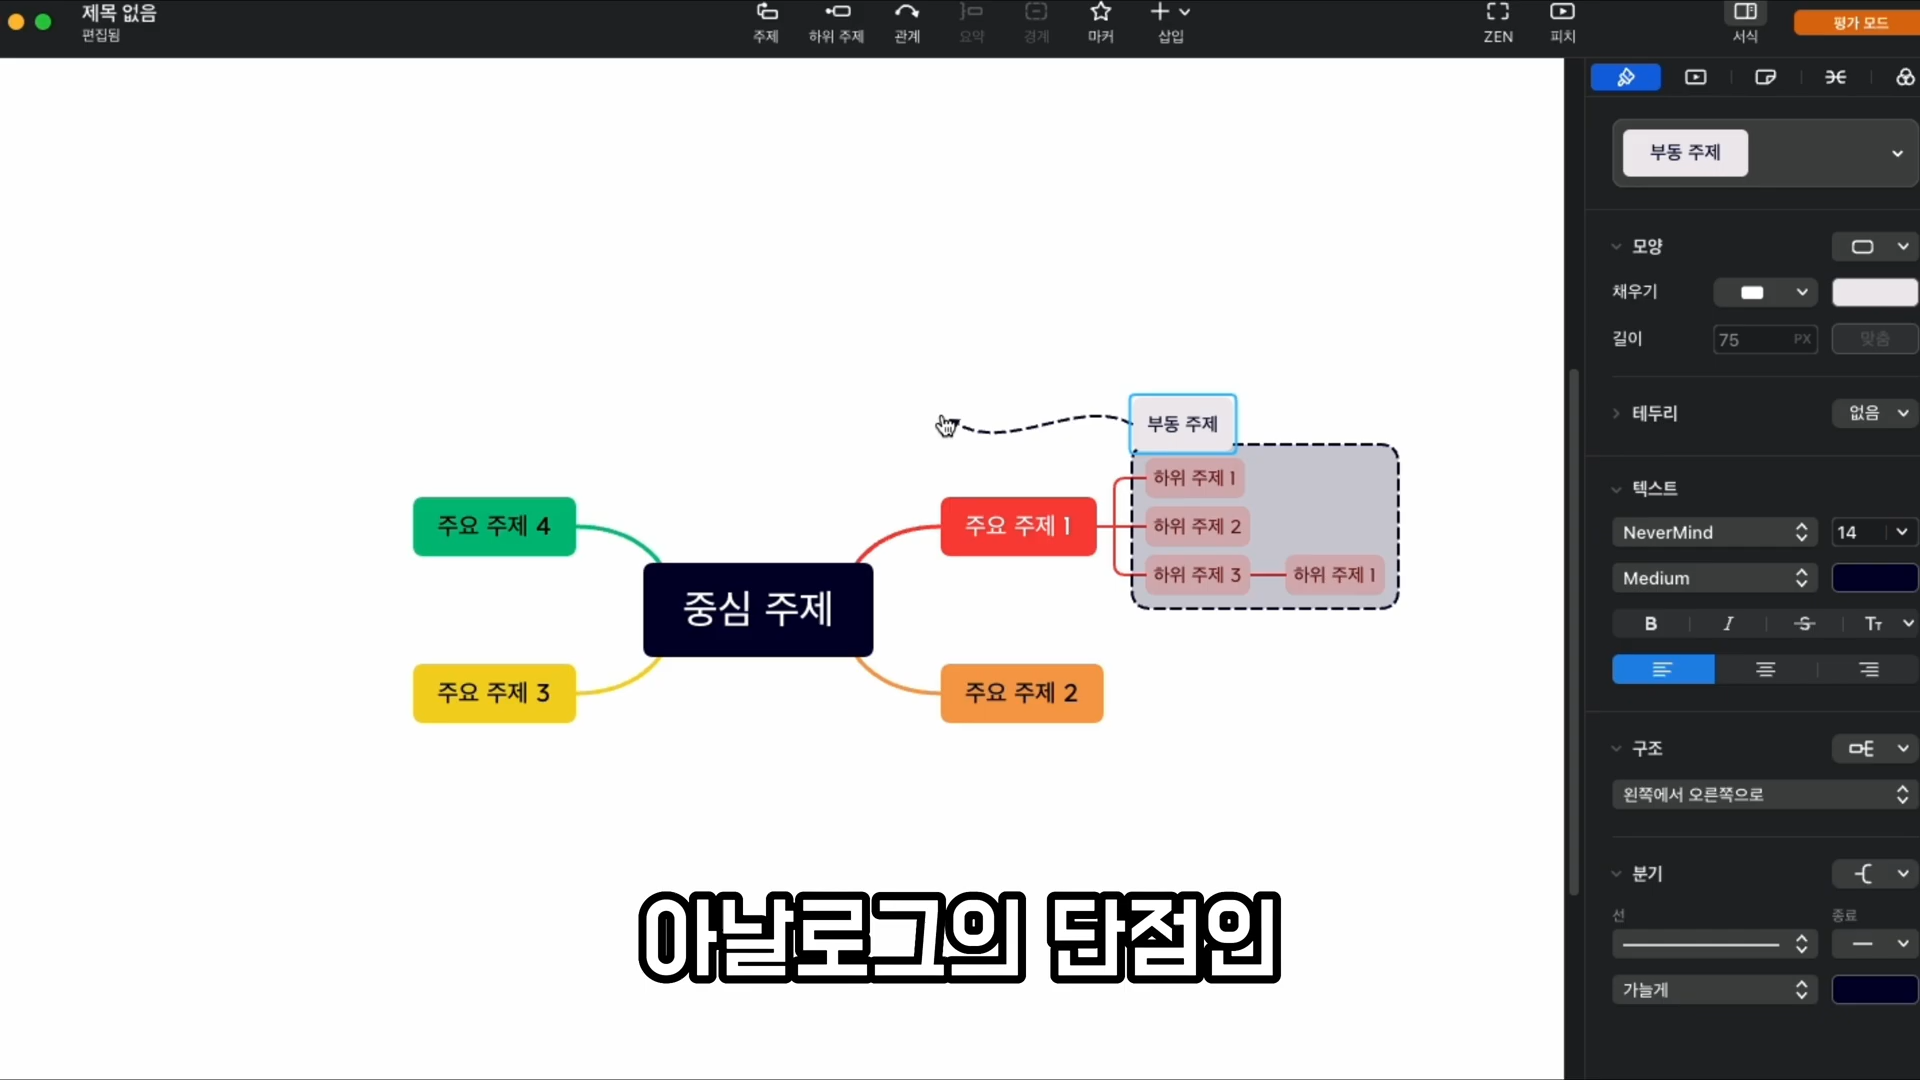 제목 없음
편집됨
주제
하위 주제
관계
요약
경계
마커
삽입
ZEN
피치
서식
평가 모드
부동 주제
모양
채우기
길이
75
PX
맞춤
테두리
없음
텍스트
NeverMind
14
Medium
B
I
S
Tт
구조
왼쪽에서 오른쪽으로
분기
선
종료
가늘게
부동 주제
하위 주제 1
하위 주제 2
하위 주제 3
하위 주제 1
주요 주제 4
주요 주제 1
중심 주제
주요 주제 3
주요 주제 2
아날로그의 단점인